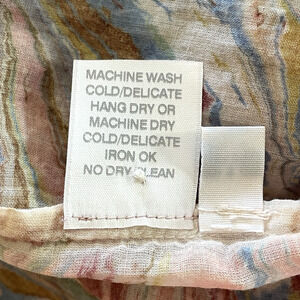 MACHINE WASH
COLD/DELICATE
HANG DRY OR
MACHINE DRY
COLD/DELICATE
IRON OK
NO DRY CLEAN